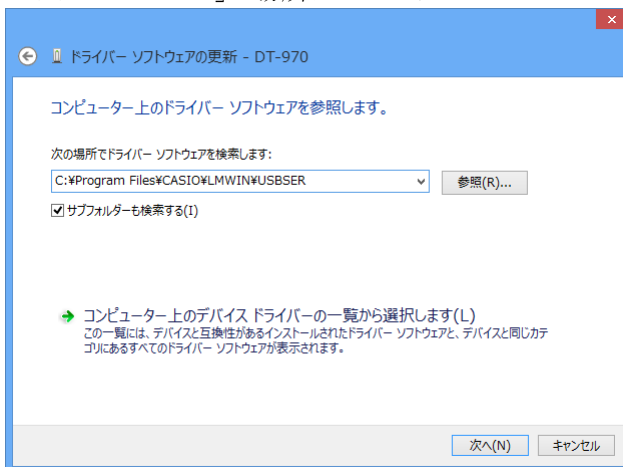 ドライバー ソフトウェアの更新 - DT-970
コンピューター上のドライバー ソフトウェアを参照します。
次の場所でドライバー ソフトウェアを検索します:
C:¥Program Files¥CASIO¥LMWIN¥USBSER
参照(R)...
サブフォルダーも検索する(I)
コンピューター上のデバイス ドライバーの一覧から選択します(L)
この一覧には、デバイスと互換性があるインストールされたドライバー ソフトウェアと、デバイスと同じカテ
ゴリにあるすべてのドライバー ソフトウェアが表示されます。
次へ(N)
キャンセル